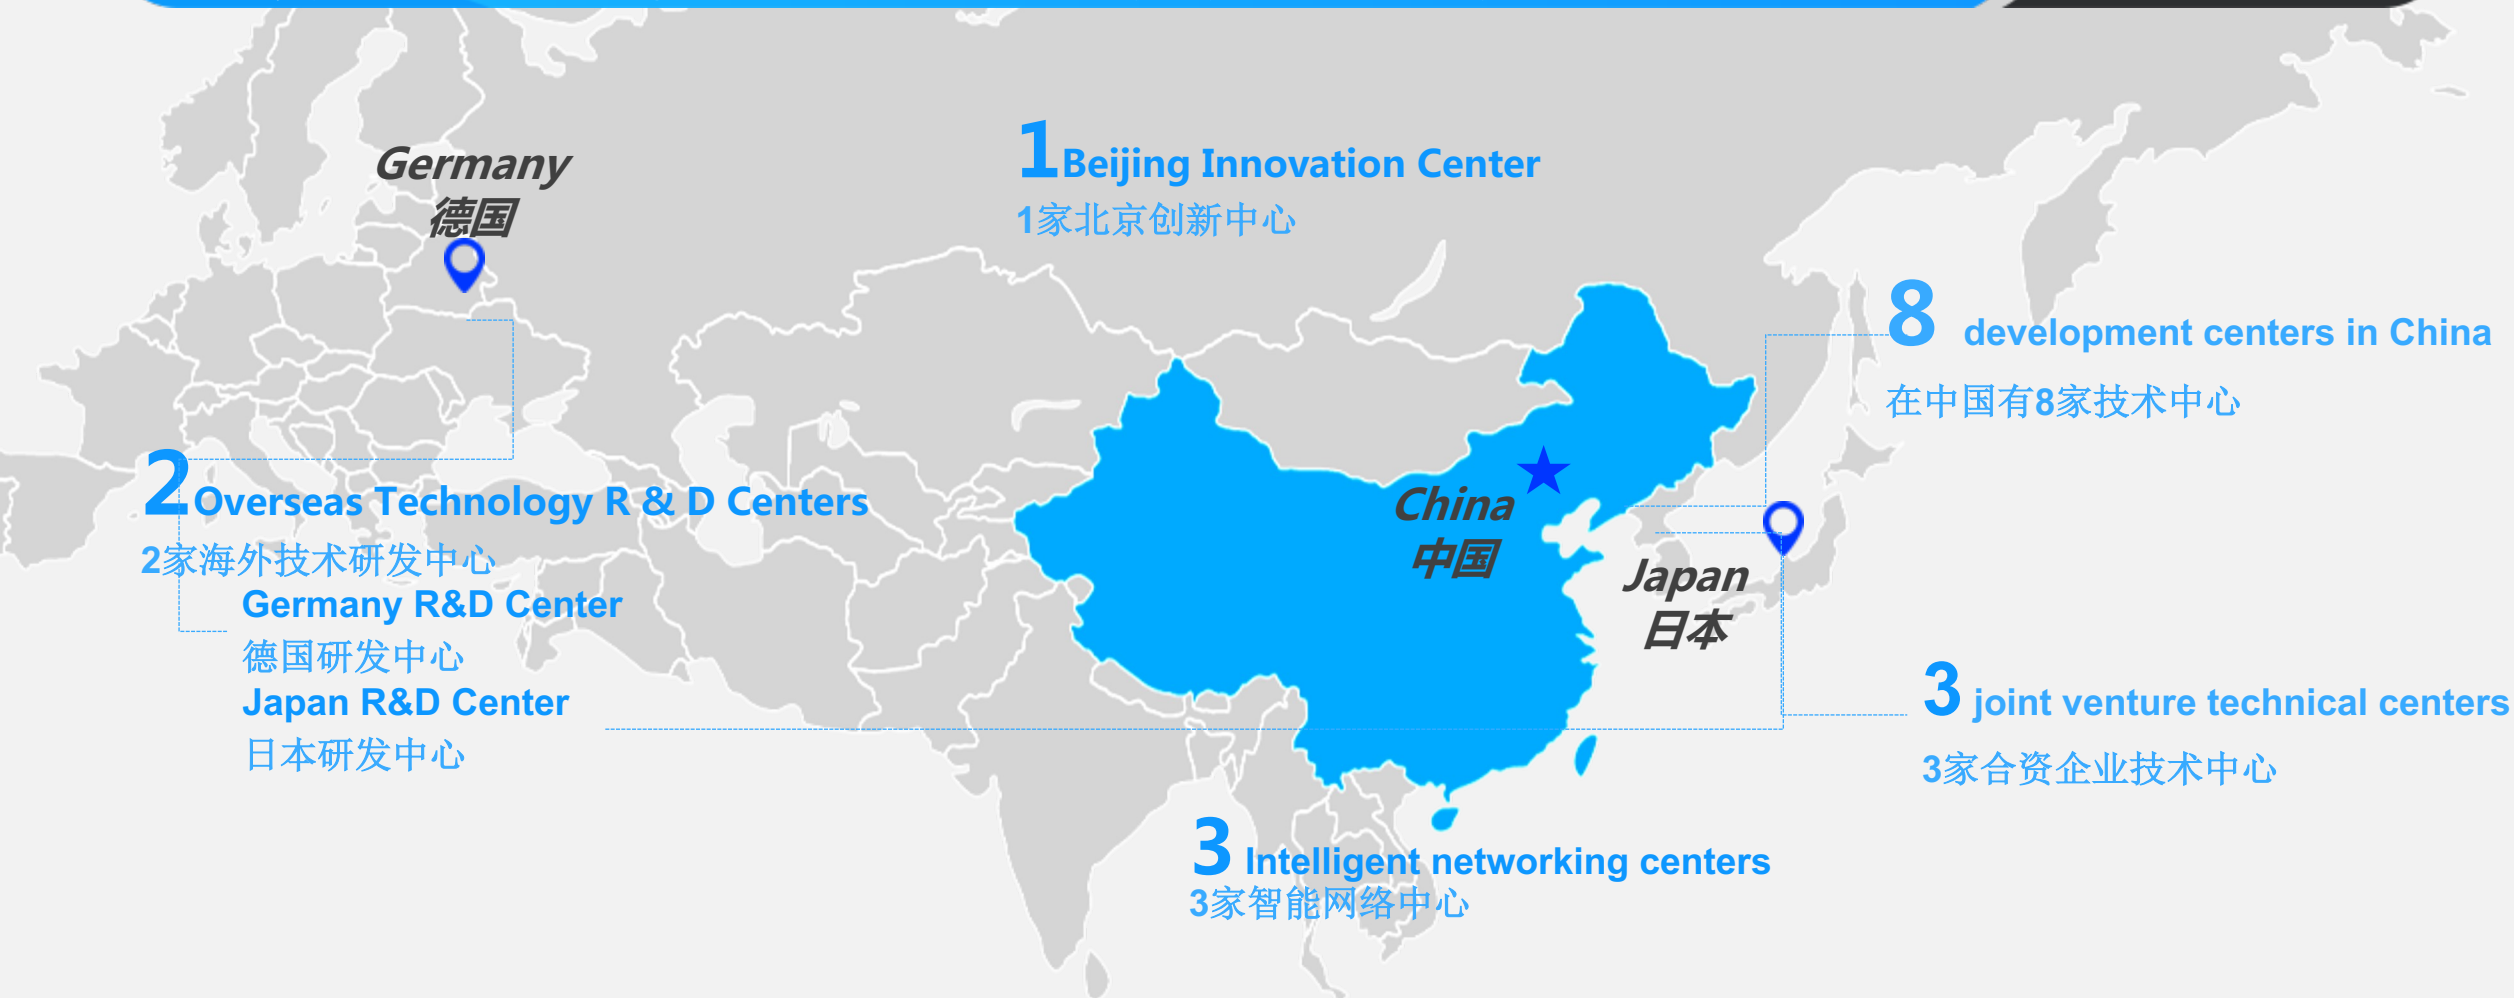 Germany
德国
1Beijing Innovation Center
1家北京创新中心
8 development centers in China
在中国有8家技术中心
2Overseas Technology R & D Centers
2家海外技术研发中心
Germany R&D Center
德国研发中心
Japan R&D Center
日本研发中心
China
中国
Japan
日本
3 joint venture technical centers
3家合资企业技术中心
3 Intelligent networking centers
3家智能网络中心